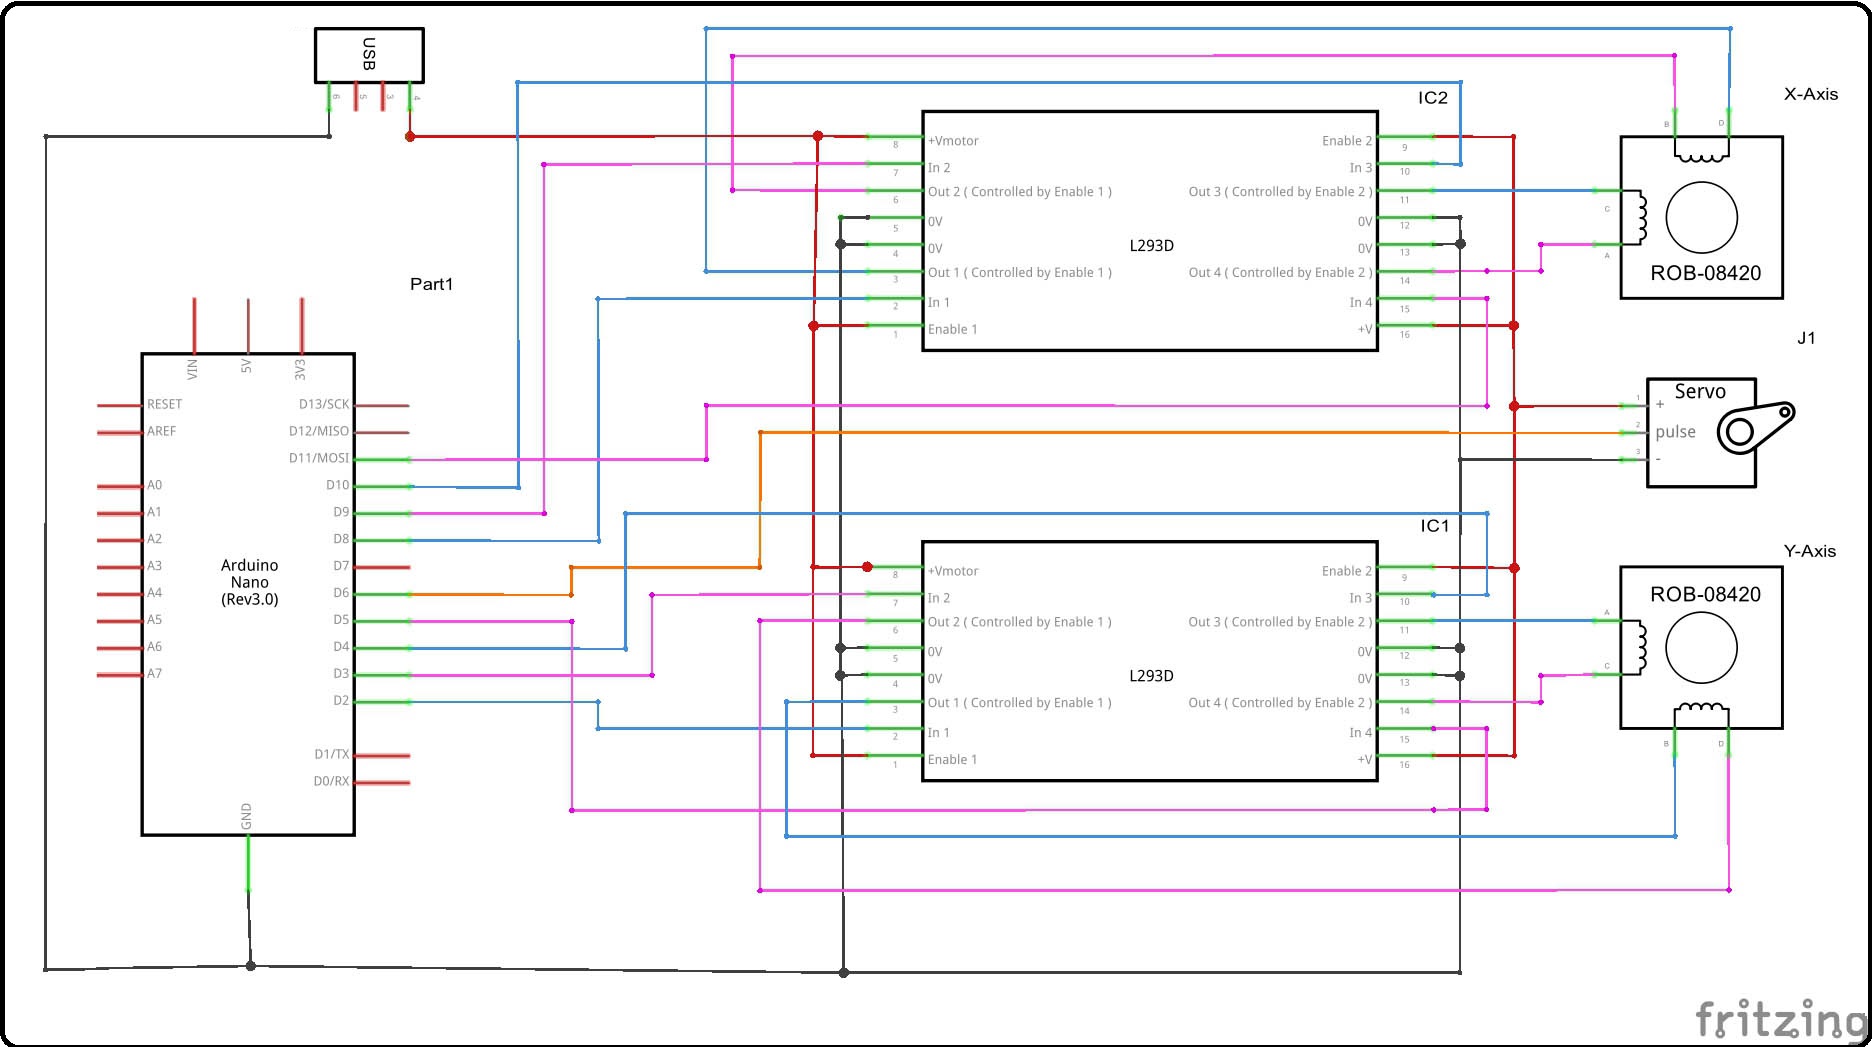 USB
6
5
3
4
IC2
X-Axis
8
+Vmotor
7
In 2
6
Out 2 ( Controlled by Enable 1 )
5
0V
4
0V
3
Out 1 ( Controlled by Enable 1 )
2
In 1
1
Enable 1
L293D
Enable 2
9
In 3
10
Out 3 ( Controlled by Enable 2 )
11
0V
12
0V
13
Out 4 ( Controlled by Enable 2 )
14
In 4
15
+V
16
B
D
C
A
ROB-08420
Part1
J1
Servo
1
+
2
pulse
3
-
VIN
5V
3V3
RESET
AREF
A0
A1
A2
A3
A4
A5
A6
A7
Arduino
Nano
(Rev3.0)
D13/SCK
D12/MISO
D11/MOSI
D10
D9
D8
D7
D6
D5
D4
D3
D2
D1/TX
D0/RX
GND
IC1
Y-Axis
8
+Vmotor
7
In 2
6
Out 2 ( Controlled by Enable 1 )
5
0V
4
0V
3
Out 1 ( Controlled by Enable 1 )
2
In 1
1
Enable 1
L293D
Enable 2
9
In 3
10
Out 3 ( Controlled by Enable 2 )
11
0V
12
0V
13
Out 4 ( Controlled by Enable 2 )
14
In 4
15
+V
16
ROB-08420
A
C
B
D
fritzing